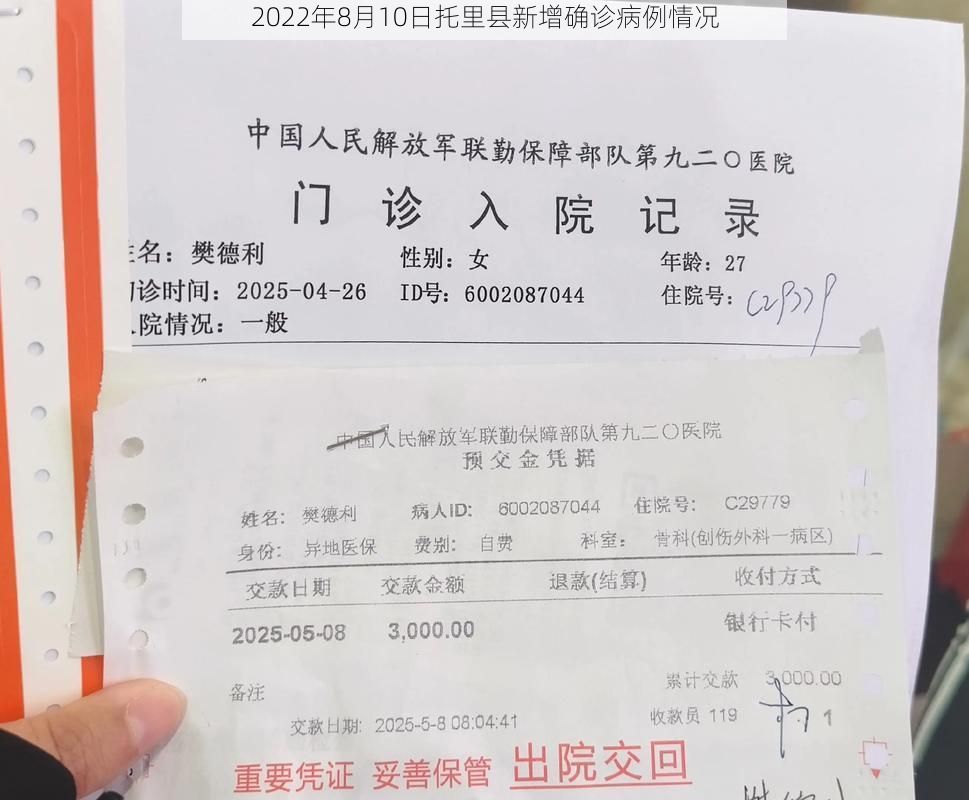 2022年8月10日托里县新增确诊病例情况
中国人民解放军联勤保障部队第九二〇医院
门诊入院记录
姓名：樊德利 性别：女 年龄：27
诊时间：2025-04-26 ID号：6002087044 住院号：C29779
院情况：一般
中国人民解放军联勤保障部队第九二〇医院
预交金凭据
姓名： 樊德利 病人ID： 6002087044 住院号： C29779
身份： 异地医保 费别： 自费 科室： 骨科(创伤外科一病区)
交款日期 交款金额 退款(结算) 收付方式
2025-05-08 3,000.00 银行卡付
备注 累计交款 3,000.00
交款日期: 2025-5-8 08:04:41 收款员 119 1
重要凭证 妥善保管 出院交回